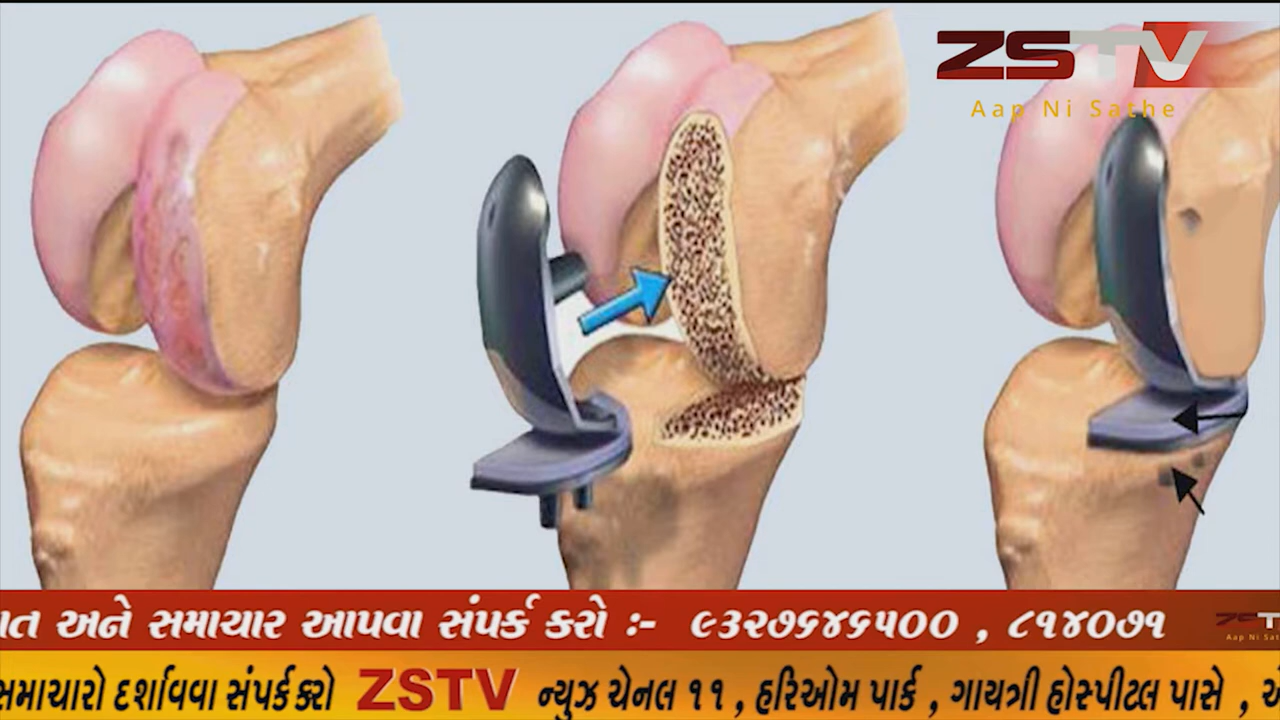 ZSTV
Aap Ni Sathe
અને સમાચાર આપવા સંપર્ક કરો :- ૯૩૨૭૬૪૬૫૦૦ , ૮૧૪૦૭૧
સમાચારો દર્શાવવા સંપર્ક કરો ZSTV ન્યુઝ ચેનલ ૧૧ , હરિઓમ પાર્ક , ગાયત્રી હોસ્પીટલ પાસે ,